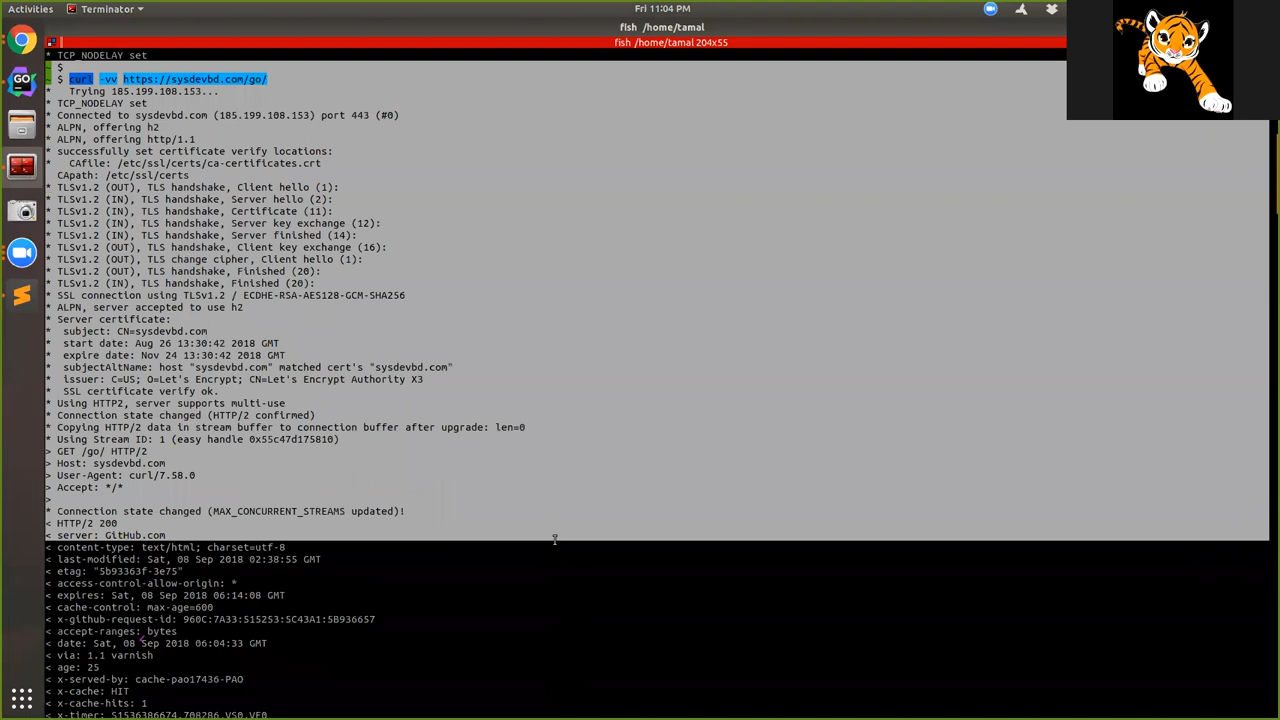 Activities
Terminator
Fri 11:04 PM
fish /home/tamal
fish /home/tamal 204x55
* TCP_NODELAY set
~ $
~ $ curl -vv https://sysdevbd.com/go/
*   Trying 185.199.108.153...
* TCP_NODELAY set
* Connected to sysdevbd.com (185.199.108.153) port 443 (#0)
* ALPN, offering h2
* ALPN, offering http/1.1
* successfully set certificate verify locations:
*   CAfile: /etc/ssl/certs/ca-certificates.crt
  CApath: /etc/ssl/certs
* TLSv1.2 (OUT), TLS handshake, Client hello (1):
* TLSv1.2 (IN), TLS handshake, Server hello (2):
* TLSv1.2 (IN), TLS handshake, Certificate (11):
* TLSv1.2 (IN), TLS handshake, Server key exchange (12):
* TLSv1.2 (IN), TLS handshake, Server finished (14):
* TLSv1.2 (OUT), TLS handshake, Client key exchange (16):
* TLSv1.2 (OUT), TLS change cipher, Client hello (1):
* TLSv1.2 (OUT), TLS handshake, Finished (20):
* TLSv1.2 (IN), TLS handshake, Finished (20):
* SSL connection using TLSv1.2 / ECDHE-RSA-AES128-GCM-SHA256
* ALPN, server accepted to use h2
* Server certificate:
*  subject: CN=sysdevbd.com
*  start date: Aug 26 13:30:42 2018 GMT
*  expire date: Nov 24 13:30:42 2018 GMT
*  subjectAltName: host "sysdevbd.com" matched cert's "sysdevbd.com"
*  issuer: C=US; O=Let's Encrypt; CN=Let's Encrypt Authority X3
*  SSL certificate verify ok.
* Using HTTP2, server supports multi-use
* Connection state changed (HTTP/2 confirmed)
* Copying HTTP/2 data in stream buffer to connection buffer after upgrade: len=0
* Using Stream ID: 1 (easy handle 0x55c47d175810)
> GET /go/ HTTP/2
> Host: sysdevbd.com
> User-Agent: curl/7.58.0
> Accept: */*
>
* Connection state changed (MAX_CONCURRENT_STREAMS updated)!
< HTTP/2 200
< server: GitHub.com
< content-type: text/html; charset=utf-8
< last-modified: Sat, 08 Sep 2018 02:38:55 GMT
< etag: "5b93363f-3e75"
< access-control-allow-origin: *
< expires: Sat, 08 Sep 2018 06:14:08 GMT
< cache-control: max-age=600
< x-github-request-id: 960C:7A33:515253:5C43A1:5B936657
< accept-ranges: bytes
< date: Sat, 08 Sep 2018 06:04:33 GMT
< via: 1.1 varnish
< age: 25
< x-served-by: cache-pao17436-PAO
< x-cache: HIT
< x-cache-hits: 1
< x-timer: S1536386674.708286,VS0,VE0
GO